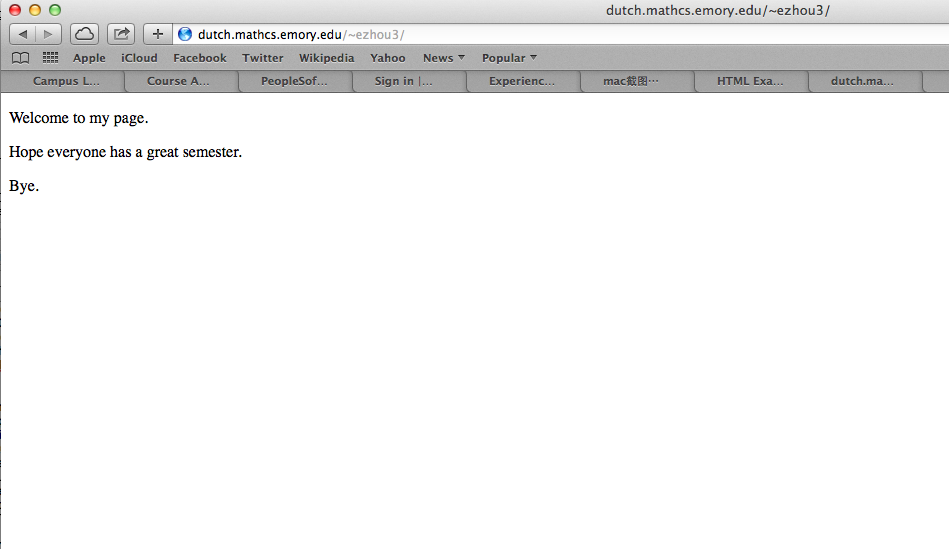 dutch.mathcs.emory.edu/~ezhou3/
dutch.mathcs.emory.edu/~ezhou3/
Apple iCloud Facebook Twitter Wikipedia Yahoo News Popular
Campus L... Course A... PeopleSof... Sign in |... Experienc... mac截图... HTML Exa... dutch.ma...
Welcome to my page.
Hope everyone has a great semester.
Bye.